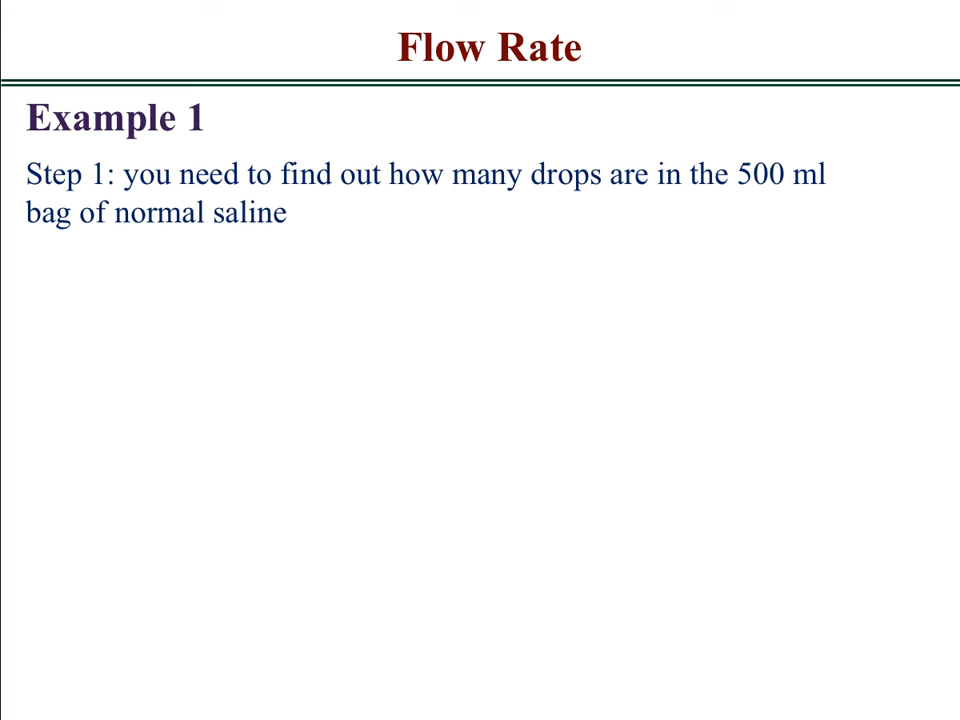 Flow Rate
Example 1
Step 1: you need to find out how many drops are in the 500 ml
bag of normal saline